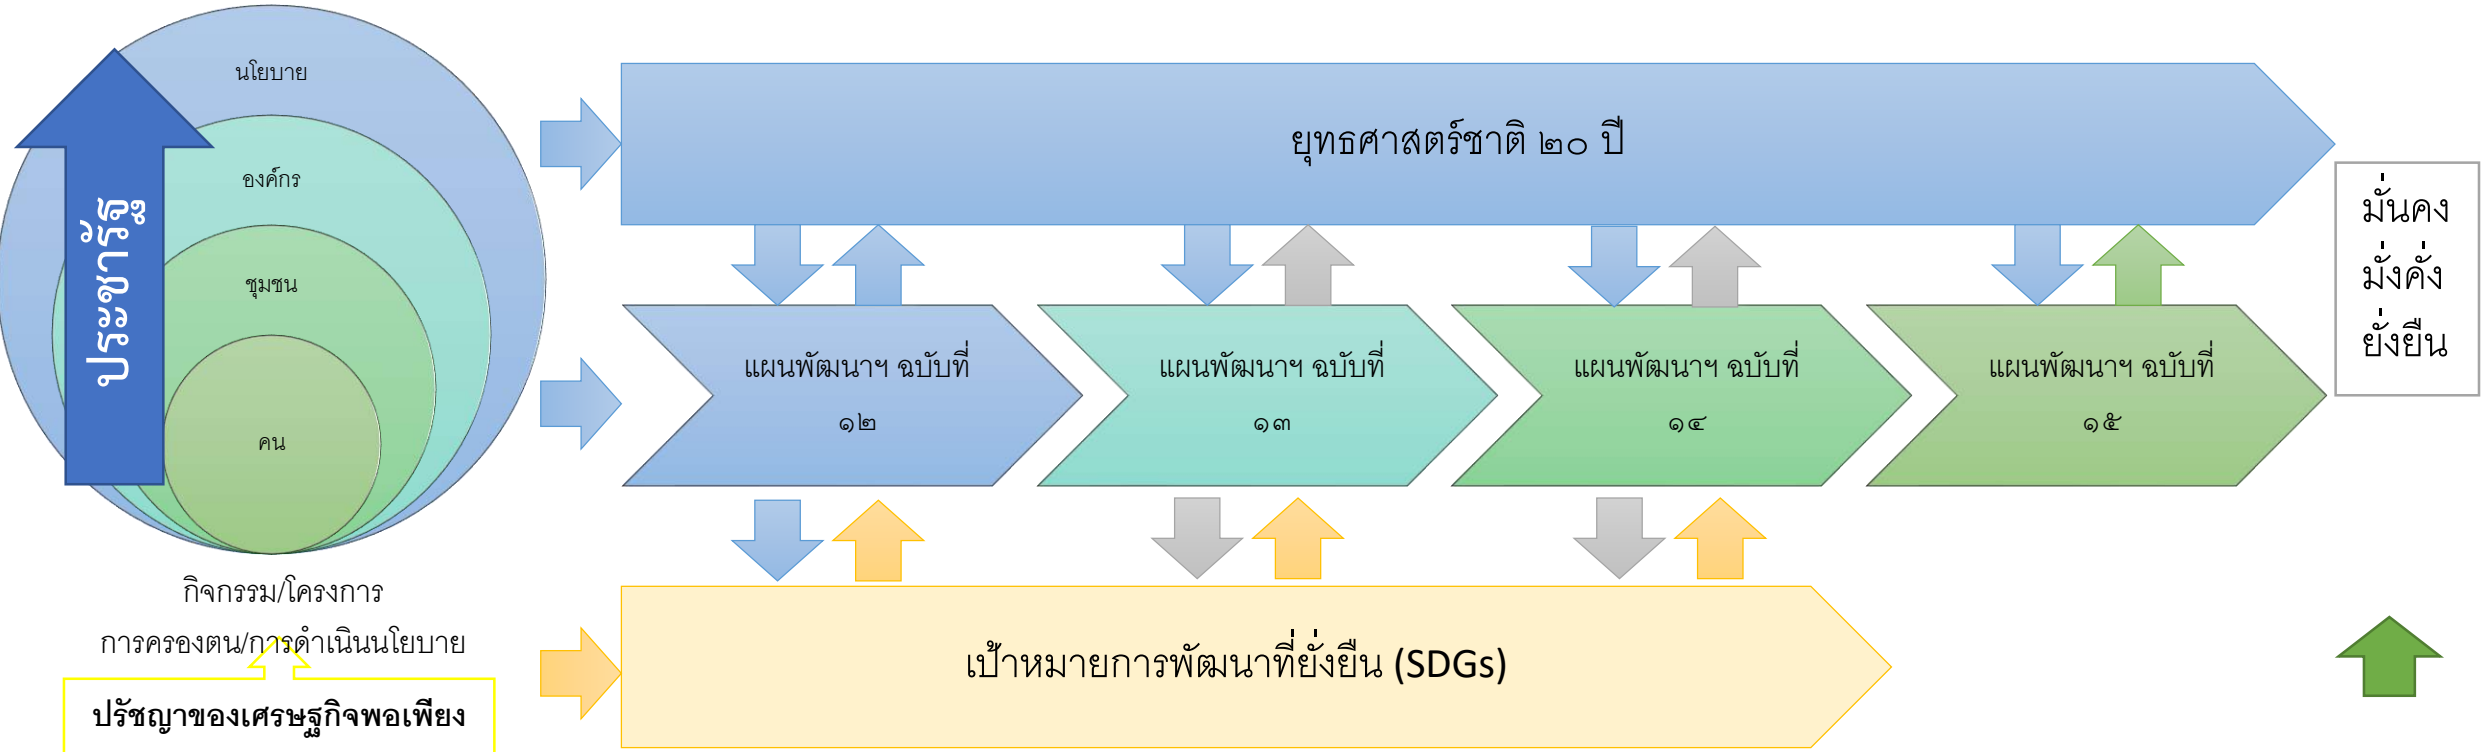 นโยบาย
องค์กร
ชุมชน
คน
ประชารัฐ
กิจกรรม/โครงการ
การครองตน/การดำเนินนโยบาย
ปรัชญาของเศรษฐกิจพอเพียง
ยุทธศาสตร์ชาติ ๒๐ ปี
แผนพัฒนาฯ ฉบับที่
๑๒
แผนพัฒนาฯ ฉบับที่
๑๓
แผนพัฒนาฯ ฉบับที่
๑๔
แผนพัฒนาฯ ฉบับที่
๑๕
เป้าหมายการพัฒนาที่ยั่งยืน (SDGs)
มั่นคง
มั่งคั่ง
ยั่งยืน